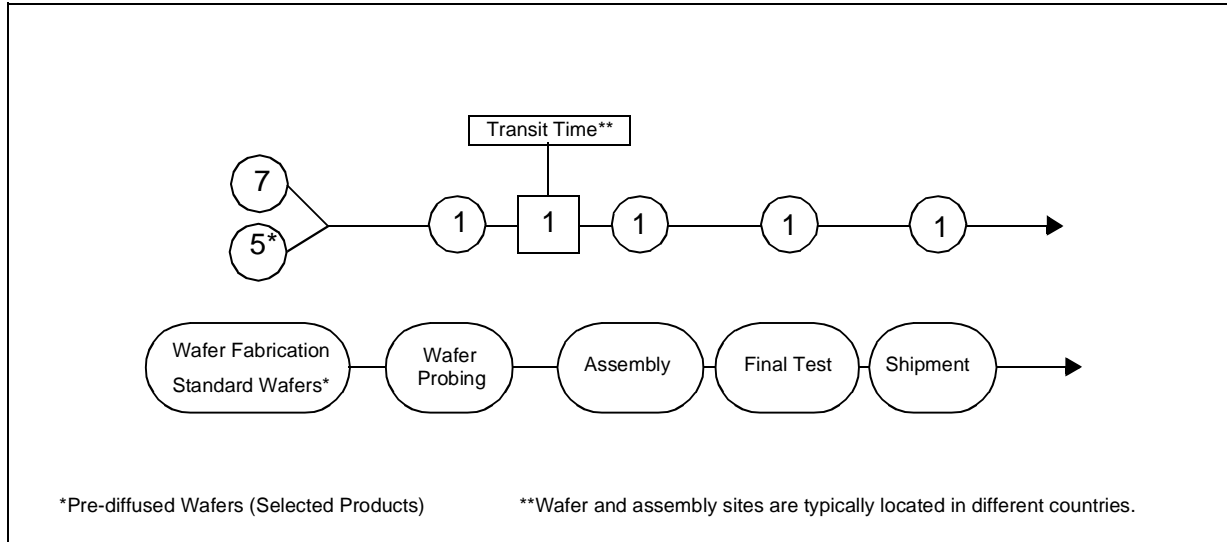 Transit Time**
7
5*
1
1
1
1
1
Wafer Fabrication
Standard Wafers*
Wafer
Probing
Assembly
Final Test
Shipment
*Pre-diffused Wafers (Selected Products)
**Wafer and assembly sites are typically located in different countries.